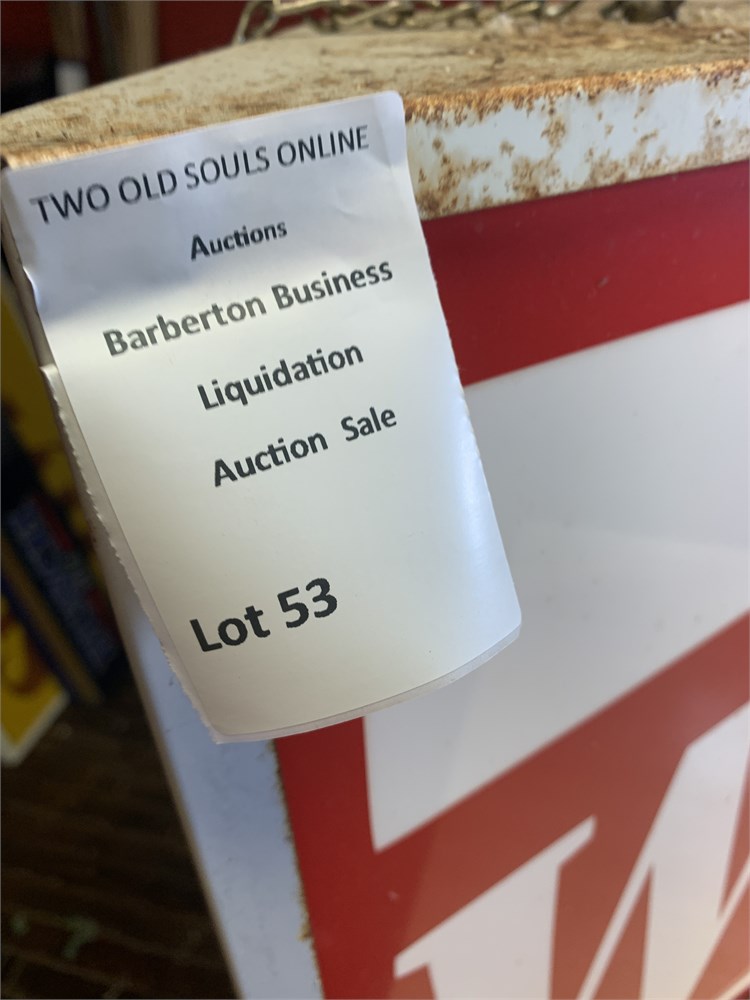 TWO OLD SOULS ONLINE
Auctions
Barberton Business
Liquidation
Auction Sale
Lot 53